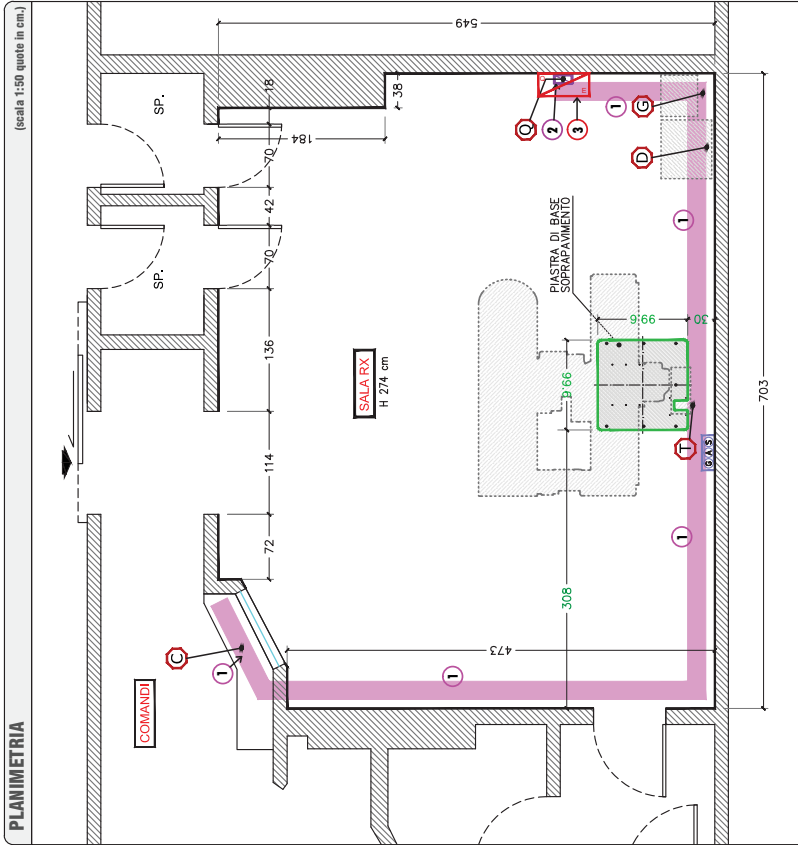 PLANIMETRIA
(scala 1:50 quote in cm.)
COMANDI
SALA RX
H 274 cm
SP.
SP.
PIASTRA DI BASE
SOPRAPAVIMENTO
549
18
38
184
70
42
70
136
114
72
473
308
99.6
99.6
30
703
C
1
1
1
1
1
T
G A S
D
G
Q
2
3
E